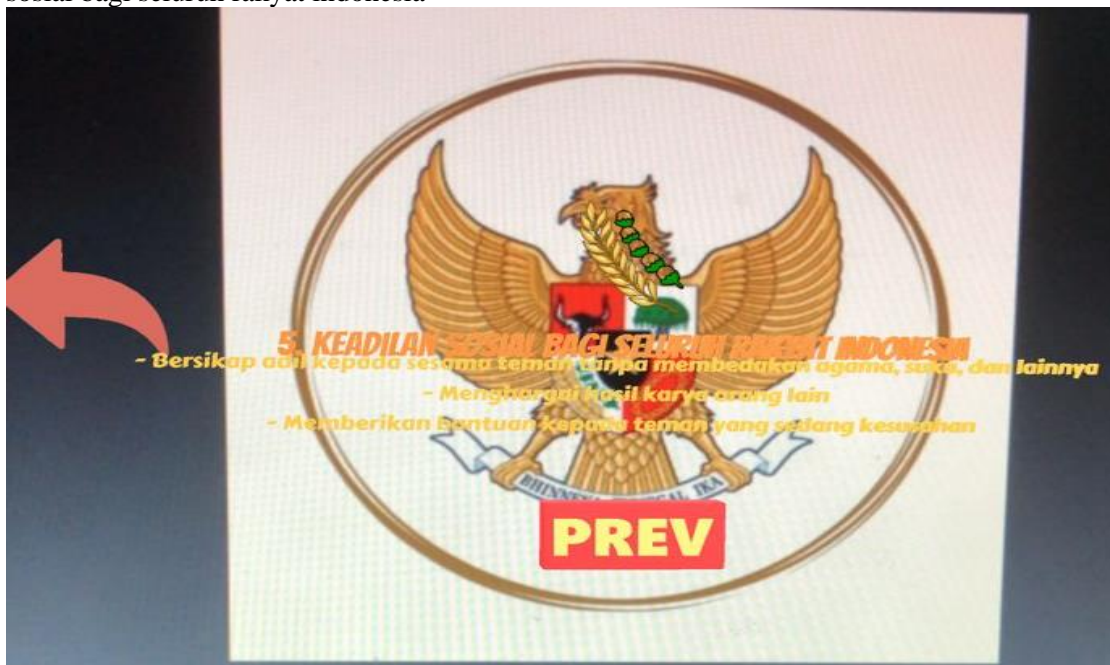 sosial bagi seluruh rakyat indonesia
5. KEADILAN SOSIAL BAGI SELURUH RAKYAT INDONESIA
- Bersikap adil kepada sesama teman tanpa membedakan agama, suku, dan lainnya
- Menghargai hasil karya orang lain
- Memberikan bantuan kepada teman yang sedang kesusahan
BHINNEKA TUNGGAL IKA
PREV